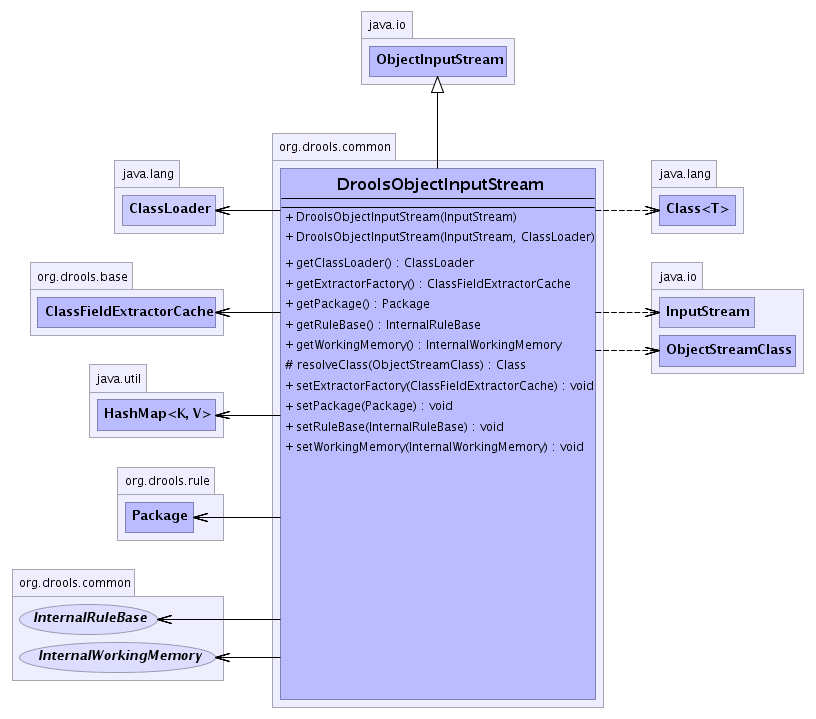 java.io
ObjectInputStream
org.drools.common
DroolsObjectInputStream
+ DroolsObjectInputStream(InputStream)
+ DroolsObjectInputStream(InputStream, ClassLoader)
+ getClassLoader() : ClassLoader
+ getExtractorFactory() : ClassFieldExtractorCache
+ getPackage() : Package
+ getRuleBase() : InternalRuleBase
+ getWorkingMemory() : InternalWorkingMemory
# resolveClass(ObjectStreamClass) : Class
+ setExtractorFactory(ClassFieldExtractorCache) : void
+ setPackage(Package) : void
+ setRuleBase(InternalRuleBase) : void
+ setWorkingMemory(InternalWorkingMemory) : void
java.lang
ClassLoader
org.drools.base
ClassFieldExtractorCache
java.util
HashMap<K, V>
org.drools.rule
Package
org.drools.common
InternalRuleBase
InternalWorkingMemory
java.lang
Class<T>
java.io
InputStream
ObjectStreamClass